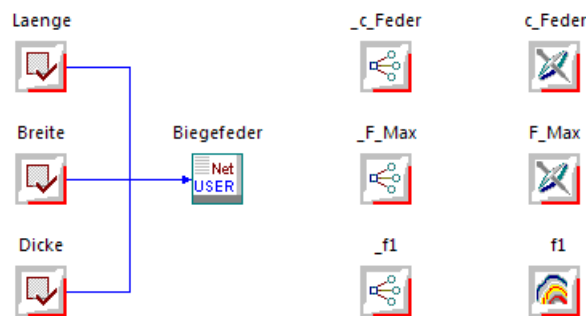 Laenge
_c_Feder
c_Feder
Breite
Biegefeder
_F_Max
F_Max
Net
USER
Dicke
_f1
f1